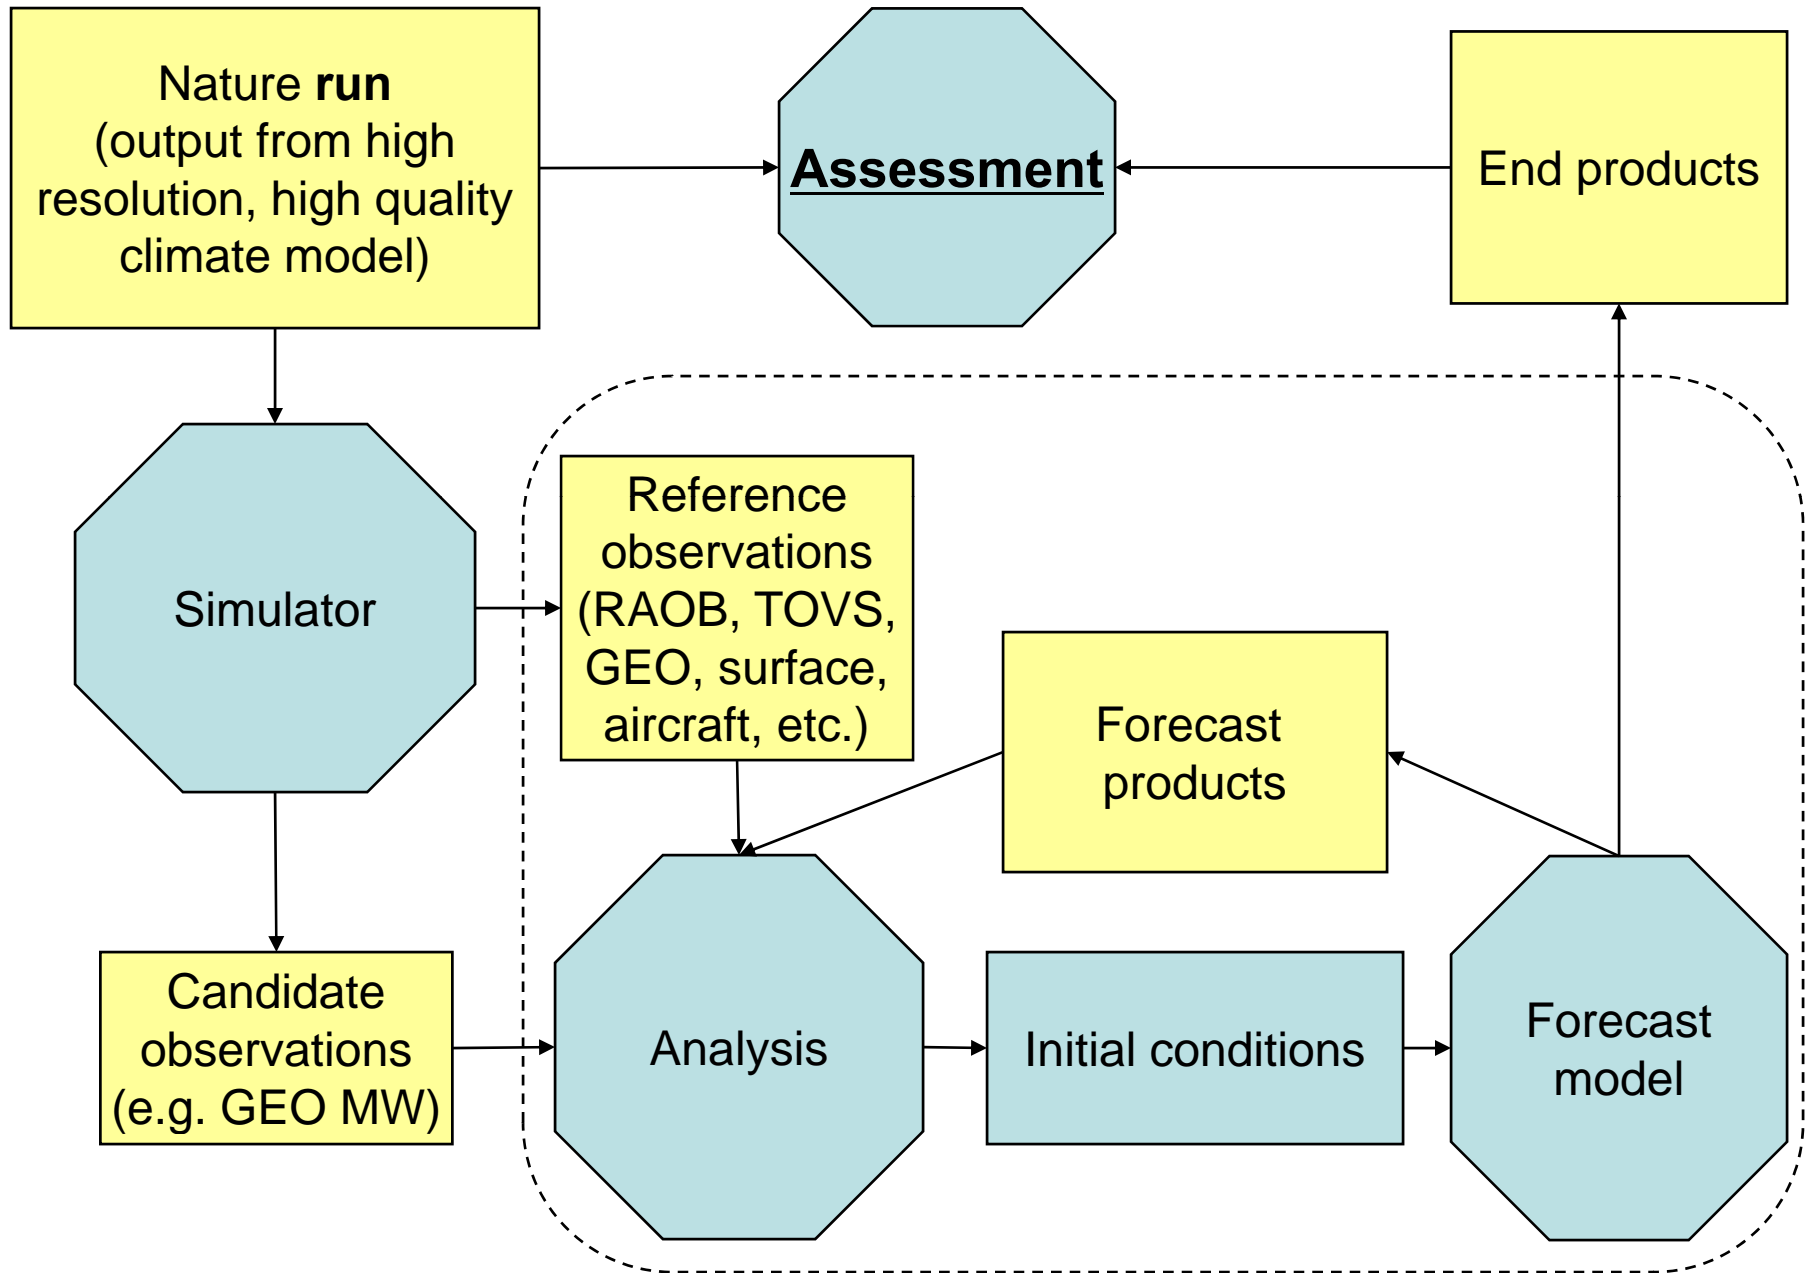 Nature run
(output from high
resolution, high quality
climate model)
Assessment
End products
Simulator
Reference
observations
(RAOB, TOVS,
GEO, surface,
aircraft, etc.)
Forecast
products
Candidate
observations
(e.g. GEO MW)
Analysis
Initial conditions
Forecast
model